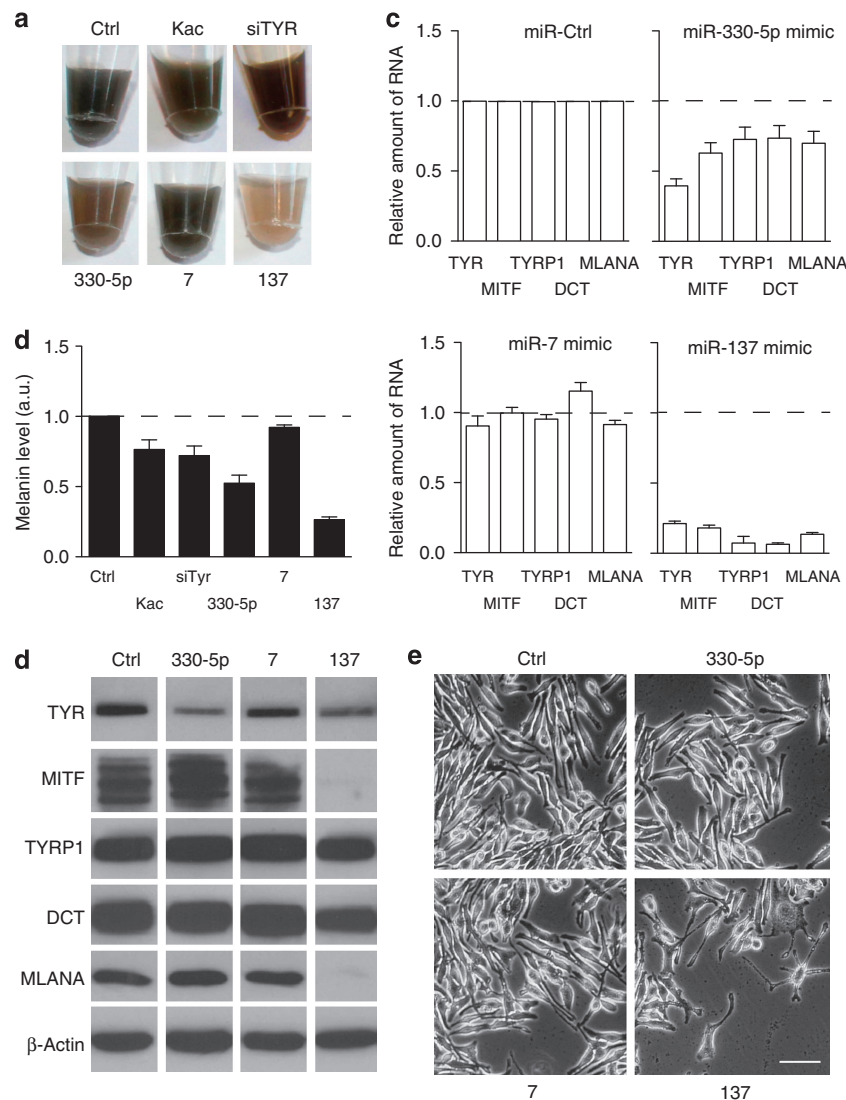 a
Ctrl Kac siTYR
330-5p 7 137
c
miR-Ctrl miR-330-5p mimic
Relative amount of RNA
1.5
1.0
0.5
0.0
TYR TYRP1 MLANA TYR TYRP1 MLANA
MITF DCT MITF DCT
d
Melanin level (a.u.)
1.5
1.0
0.5
0.0
Ctrl siTyr 7
Kac 330-5p 137
miR-7 mimic miR-137 mimic
Relative amount of RNA
1.5
1.0
0.5
0.0
TYR TYRP1 MLANA TYR TYRP1 MLANA
MITF DCT MITF DCT
d
Ctrl 330-5p 7 137
TYR
MITF
TYRP1
DCT
MLANA
β-Actin
e
Ctrl 330-5p
7 137